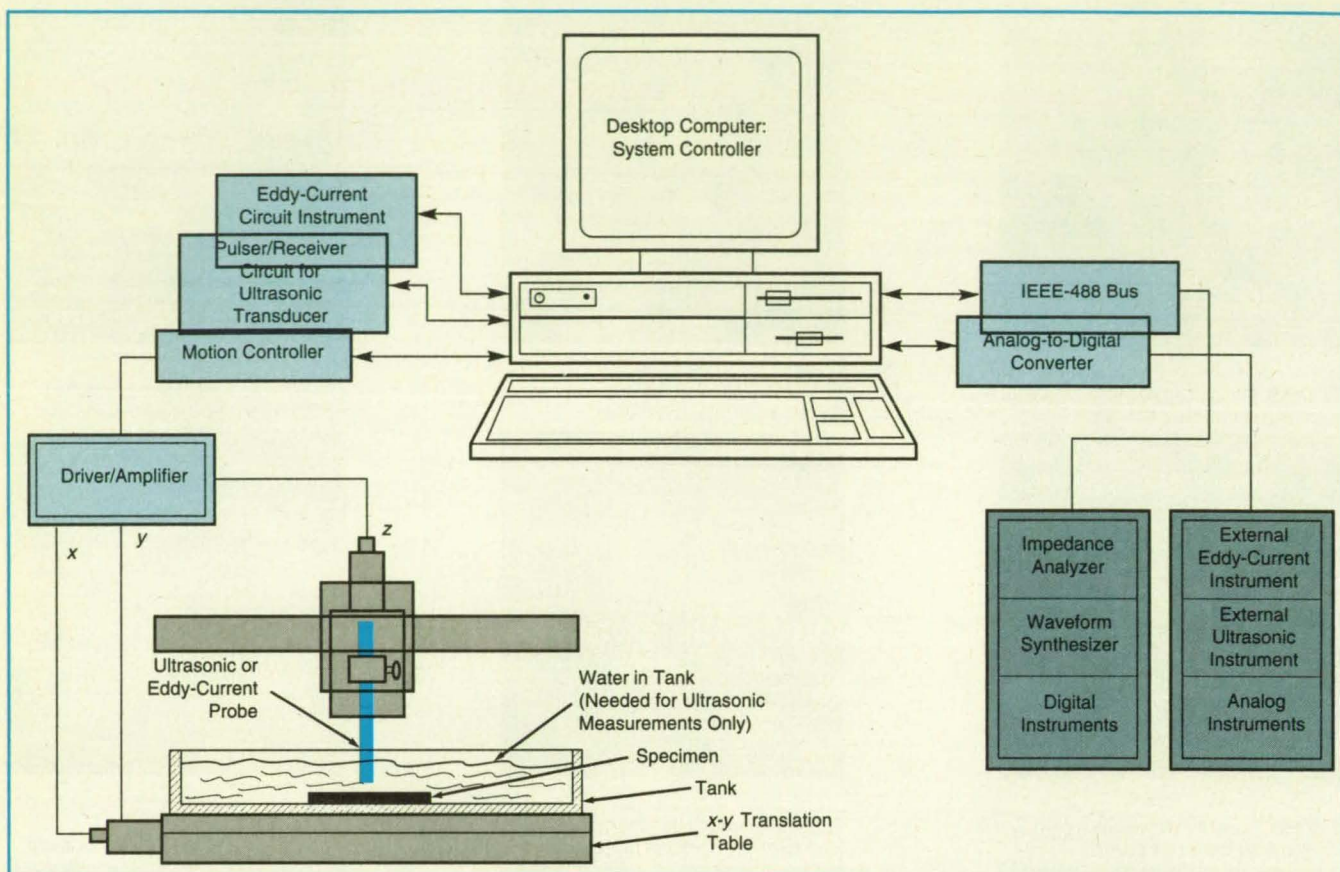 Desktop Computer:
System Controller
Eddy-Current
Circuit Instrument
Pulser/Receiver
Circuit for
Ultrasonic
Transducer
Motion Controller
IEEE-488 Bus
Analog-to-Digital
Converter
Driver/Amplifier
x
y
z
Ultrasonic or
Eddy-Current
Probe
Water in Tank
(Needed for Ultrasonic
Measurements Only)
Specimen
Tank
x-y Translation
Table
Impedance
Analyzer
Waveform
Synthesizer
Digital
Instruments
External
Eddy-Current
Instrument
External
Ultrasonic
Instrument
Analog
Instruments